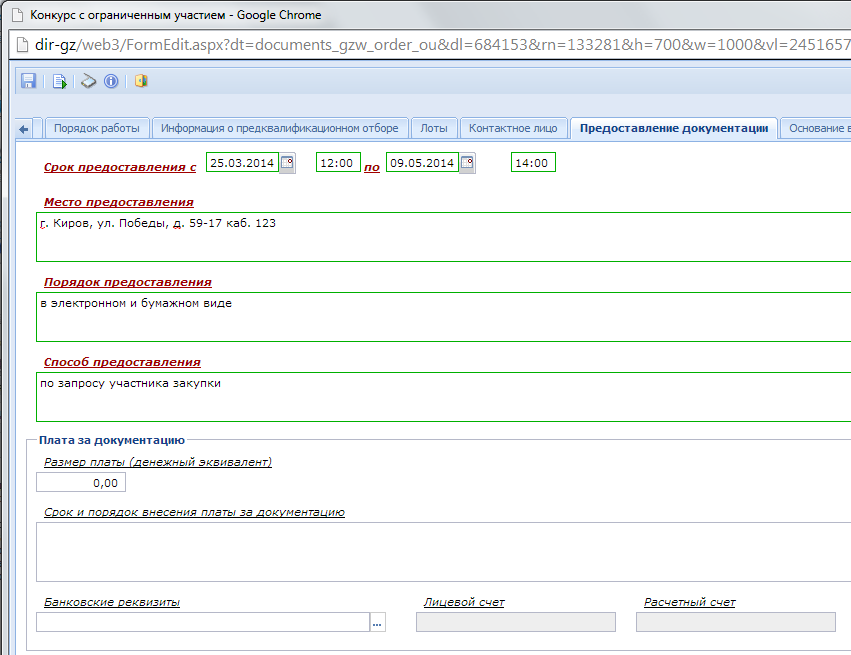 Конкурс с ограниченным участием - Google Chrome
dir-gz/web3/FormEdit.aspx?dt=documents_gzw_order_ou&dl=684153&rn=133281&h=700&w=1000&vl=2451657
Порядок работы Информация о предквалификационном отборе Лоты Контактное лицо Предоставление документации Основание в
Срок предоставления с 25.03.2014 12:00 по 09.05.2014 14:00
Место предоставления
г. Киров, ул. Победы, д. 59-17 каб. 123
Порядок предоставления
в электронном и бумажном виде
Способ предоставления
по запросу участника закупки
Плата за документацию
Размер платы (денежный эквивалент)
0,00
Срок и порядок внесения платы за документацию
Банковские реквизиты Лицевой счет Расчетный счет
...